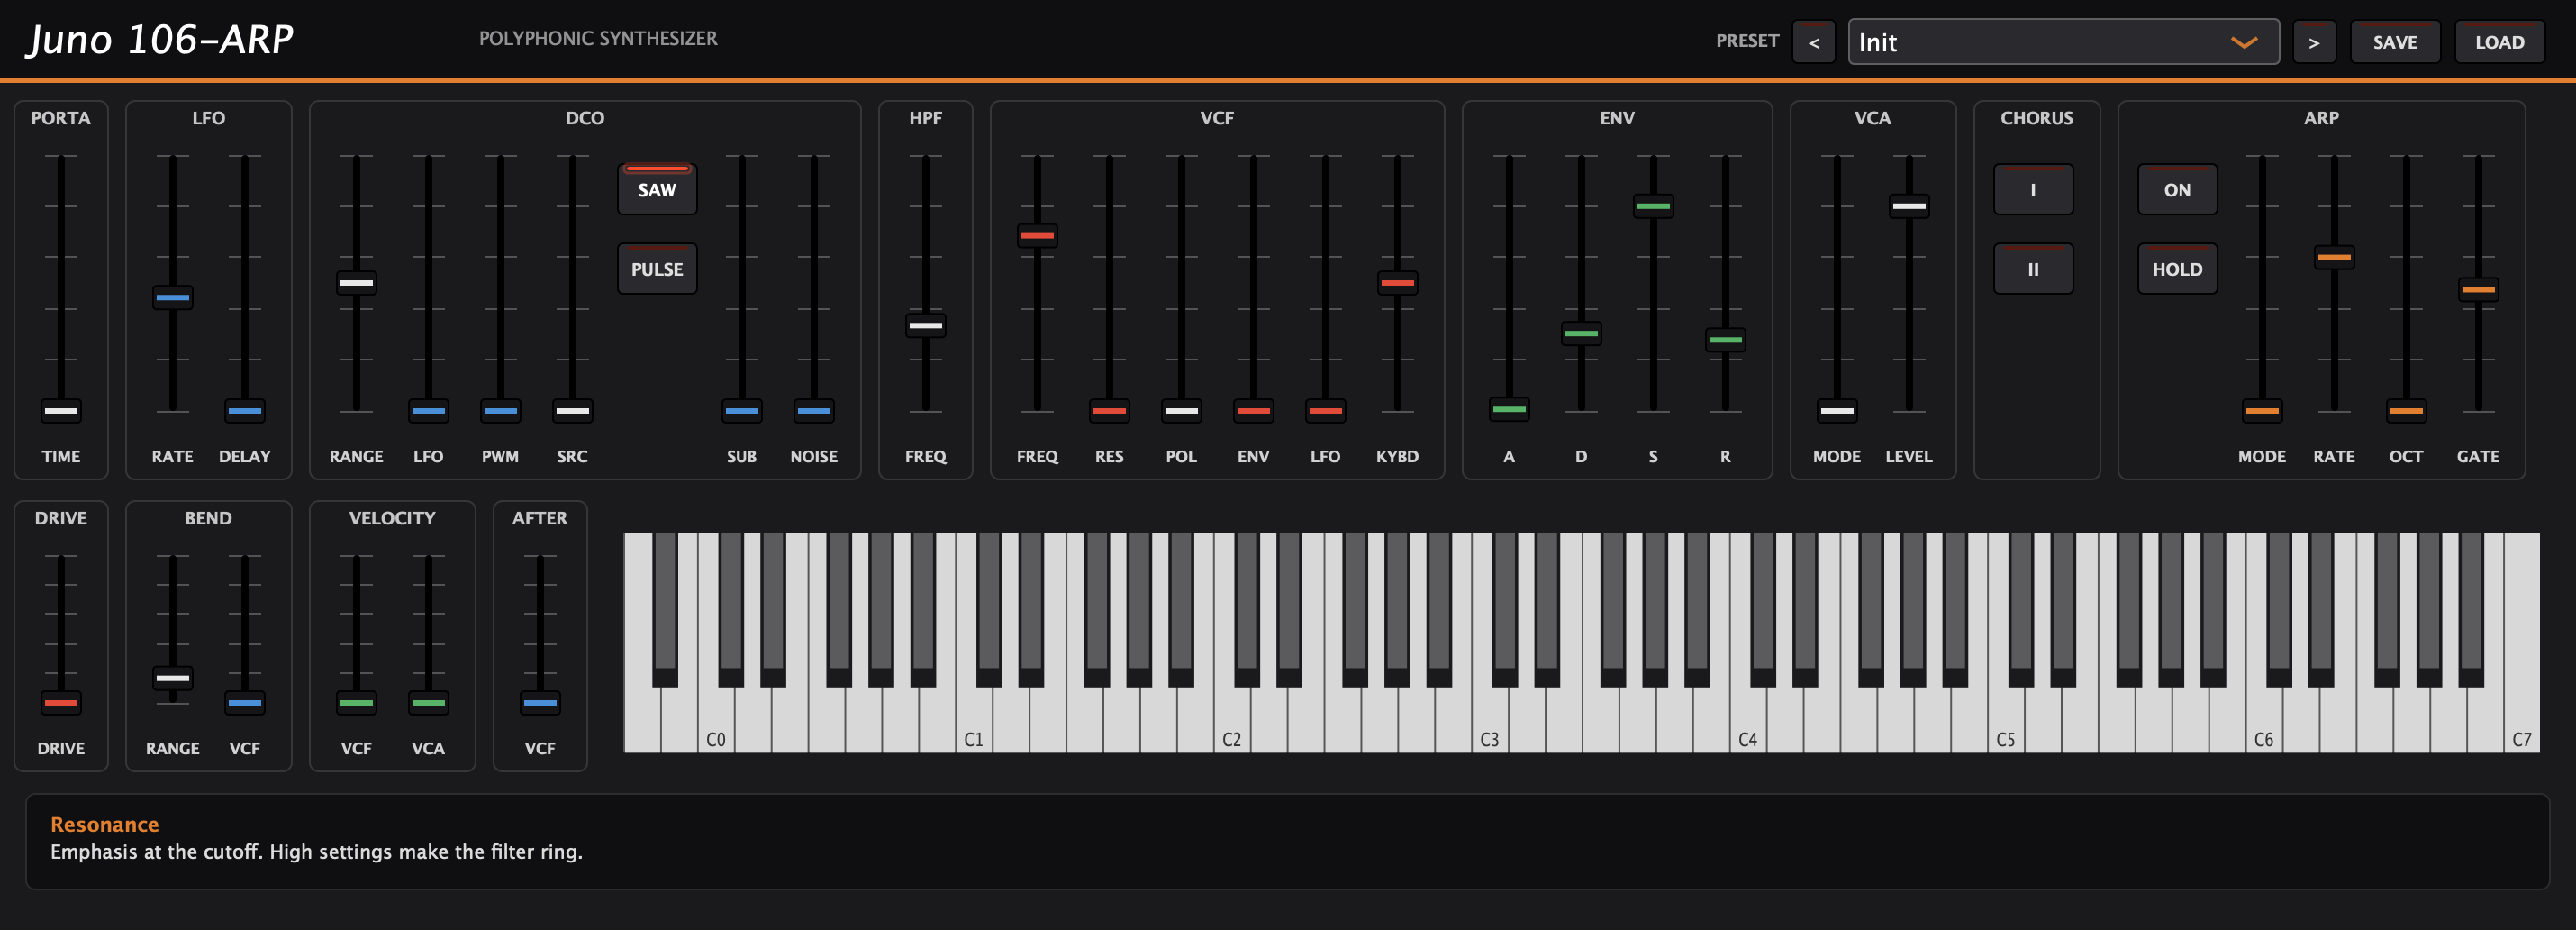 Juno 106-ARP
POLYPHONIC SYNTHESIZER
PRESET < Init > SAVE LOAD
PORTA LFO DCO HPF VCF ENV VCA CHORUS ARP
SAW I ON
PULSE II HOLD
TIME RATE DELAY RANGE LFO PWM SRC SUB NOISE FREQ FREQ RES POL ENV LFO KYBD A D S R MODE LEVEL MODE RATE OCT GATE
DRIVE BEND VELOCITY AFTER
C0 C1 C2 C3 C4 C5 C6 C7
DRIVE RANGE VCF VCF VCA VCF
Resonance
Emphasis at the cutoff. High settings make the filter ring.